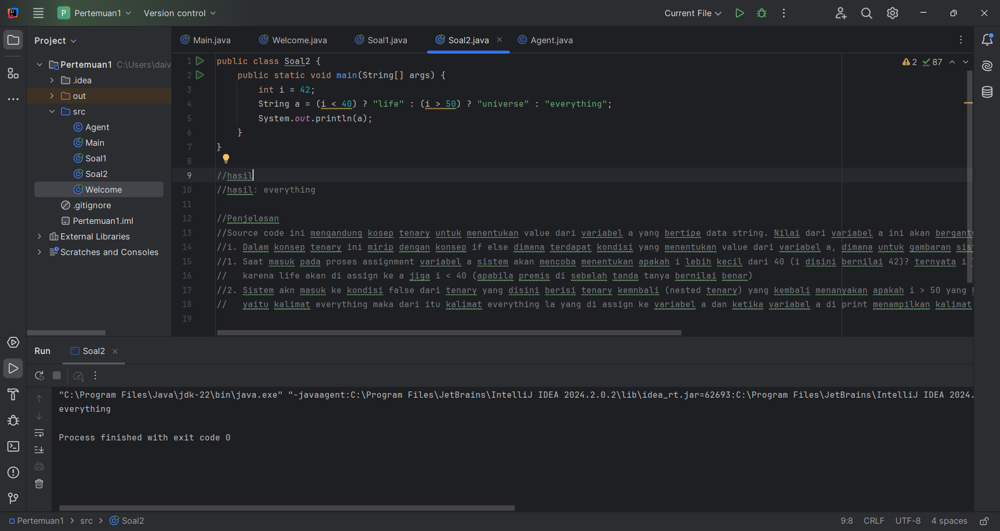 P Pertemuan1 Version control Current File
Project
Main.java Welcome.java Soal1.java Soal2.java Agent.java
Pertemuan1 C:\Users\daiv
.idea
out
src
Agent
Main
Soal1
Soal2
Welcome
.gitignore
Pertemuan1.iml
External Libraries
Scratches and Consoles
2 87
1 public class Soal2 {
2 public static void main(String[] args) {
3 int i = 42;
4 String a = (i < 40) ? "life" : (i > 50) ? "universe" : "everything";
5 System.out.println(a);
6 }
7 }
8
9 //hasil
10 //hasil: everything
11
12 //Penjelasan
13 //Source code ini mengandung kosep tenary untuk menentukan value dari variabel a yang bertipe data string. Nilai dari variabel a ini akan bergantu
14 //i. Dalam konsep tenary ini mirip dengan konsep if else dimana terdapat kondisi yang menentukan value dari variabel a, dimana untuk gambaran sis
15 //1. Saat masuk pada proses assignment variabel a sistem akan mencoba menentukan apakah i lebih kecil dari 40 (i disini bernilai 42)? ternyata i
16 // karena life akan di assign ke a jiga i < 40 (apabila premis di sebelah tanda tanya bernilai benar)
17 //2. Sistem akn masuk ke kondisi false dari tenary yang disini berisi tenary kemnbali (nested tenary) yang kembali menanyakan apakah i > 50 yang
18 // yaitu kalimat everything maka dari itu kalimat everything la yang di assign ke variabel a dan ketika variabel a di print menampilkan kalimat
19
Run Soal2
"C:\Program Files\Java\jdk-22\bin\java.exe" "-javaagent:C:\Program Files\JetBrains\IntelliJ IDEA 2024.2.0.2\lib\idea_rt.jar=62693:C:\Program Files\JetBrains\IntelliJ IDEA 2024.
everything
Process finished with exit code 0
Pertemuan1 > src > Soal2
9:8 CRLF UTF-8 4 spaces